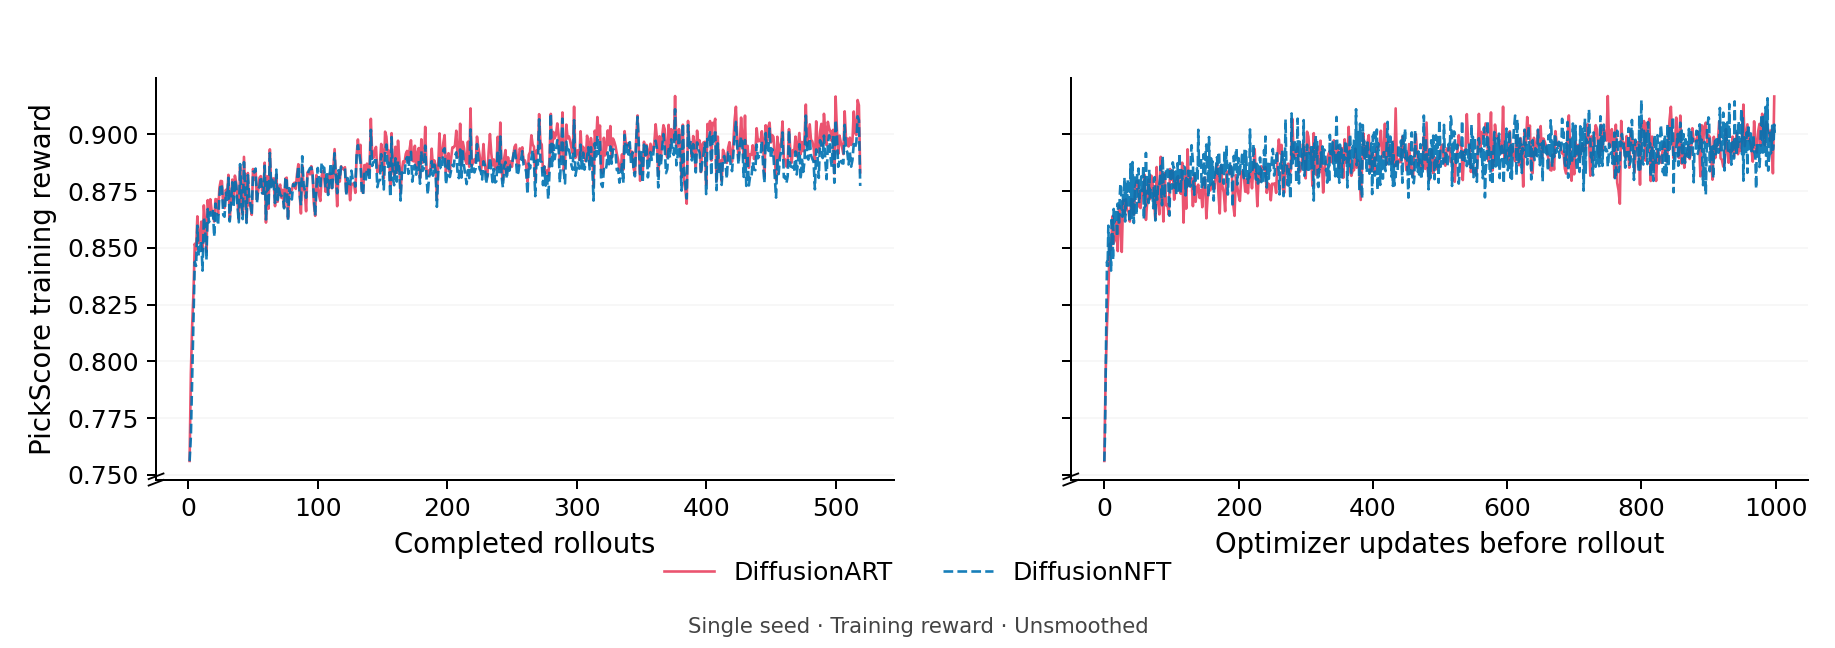 PickScore training reward
0.900
0.875
0.850
0.825
0.800
0.775
0.750
0 100 200 300 400 500
Completed rollouts
0 200 400 600 800 1000
Optimizer updates before rollout
DiffusionART DiffusionNFT
Single seed · Training reward · Unsmoothed